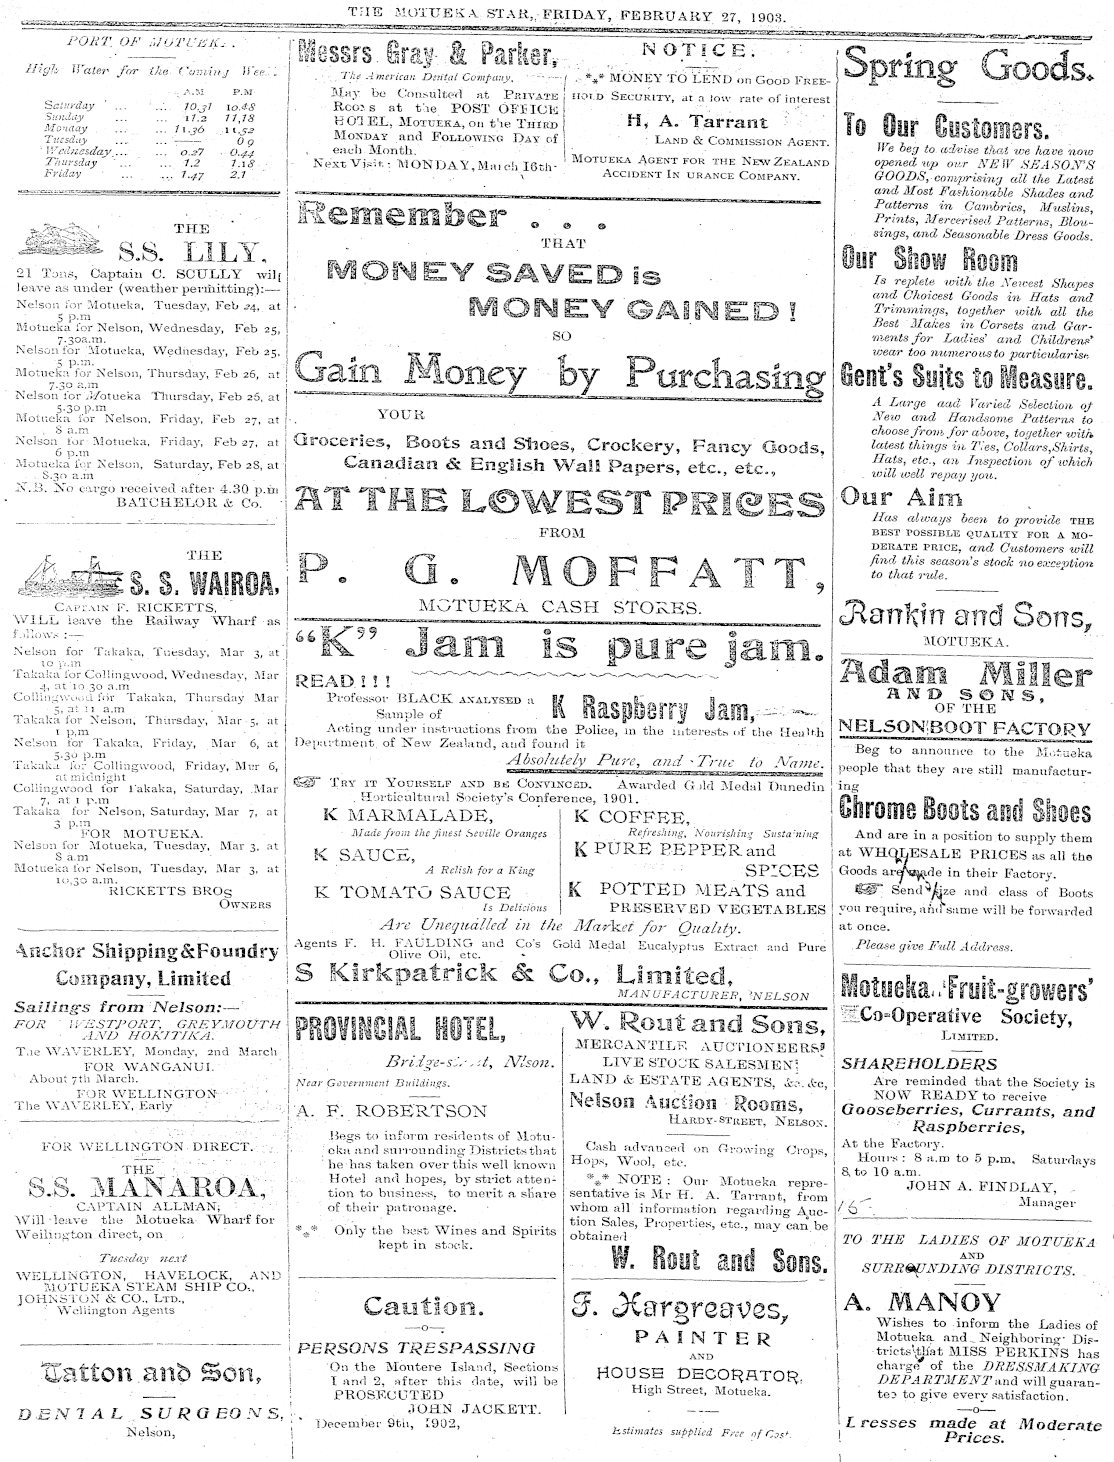 THE MOTUEKA STAR, FRIDAY, FEBRUARY 27, 1903.
PORT OF MOTUEK
High Water for the Coming Wee
A.M P.M
Saturday ... ... 10.31 10.48
Sunday ... ... 11.2 11.18
Monday ... ... 11.36 11.52
Tuesday ... ... —— 0 9
Wednesday ... ... 0.27 0.44
Thursday ... ... 1.2 1.18
Friday ... ... 1.47 2.1
THE
S.S. LILY,
21 Tons, Captain C. SCULLY will
leave as under (weather permitting):—
Nelson for Motueka, Tuesday, Feb 24, at
5 p.m
Motueka for Nelson, Wednesday, Feb 25,
7.30a.m.
Nelson for Motueka, Wednesday, Feb 25,
5 p.m.
Motueka for Nelson, Thursday, Feb 26, at
7.30 a.m
Nelson for Motueka Thursday, Feb 26, at
5.30 p.m
Motueka for Nelson, Friday, Feb 27, at
8 a.m
Nelson for Motueka, Friday, Feb 27, at
6 p.m
Motueka for Nelson, Saturday, Feb 28, at
8.30 a.m
N.B. No cargo received after 4.30 p.m
BATCHELOR & Co.
THE
S. S. WAIROA,
CAPTAIN F. RICKETTS,
WILL leave the Railway Wharf as
follows :—
Nelson for Takaka, Tuesday, Mar 3, at
10 p.m
Takaka for Collingwood, Wednesday, Mar
4, at 10 30 a.m
Collingwood for Takaka, Thursday Mar
5, at 11 a.m
Takaka for Nelson, Thursday, Mar 5, at
1 p.m
Nelson for Takaka, Friday, Mar 6, at
5.30 p.m
Takaka for Collingwood, Friday, Mar 6,
at midnight
Collingwood for Takaka, Saturday, Mar
7, at 1 p.m
Takaka for Nelson, Saturday, Mar 7, at
3 p.m
FOR MOTUEKA.
Nelson for Motueka, Tuesday, Mar 3, at
8 a.m
Motueka for Nelson, Tuesday, Mar 3, at
10,30 a.m.
RICKETTS BROS
OWNERS
Anchor Shipping & Foundry
Company, Limited
Sailings from Nelson:—
FOR WESTPORT, GREYMOUTH
AND HOKITIKA.
The WAVERLEY, Monday, 2nd March
FOR WANGANUI.
About 7th March.
FOR WELLINGTON
The WAVERLEY, Early
FOR WELLINGTON DIRECT.
THE
S.S. MANAROA,
CAPTAIN ALLMAN;
Will leave the Motueka Wharf for
Wellington direct, on
Tuesday next
WELLINGTON, HAVELOCK, AND
MOTUEKA STEAM SHIP CO.,
JOHNSTON & CO., LTD.,
Wellington Agents
Tatton and Son,
DENTAL SURGEONS,
Nelson,
Messrs Gray & Parker,
The American Dental Company.
May be Consulted at PRIVATE
Rooms at the POST OFFICE
HOTEL, MOTUEKA, on the THIRD
MONDAY and FOLLOWING DAY of
each Month.
Next Visit: MONDAY, March 16th-
NOTICE.
*** MONEY TO LEND on GOOD FREE-
HOLD SECURITY, at a low rate of interest
H, A. Tarrant
LAND & COMMISSION AGENT.
MOTUEKA AGENT FOR THE NEW ZEALAND
ACCIDENT IN URANCE COMPANY.
Remember . . .
THAT
MONEY SAVED is
MONEY GAINED!
SO
Gain Money by Purchasing
YOUR
Groceries, Boots and Shoes, Crockery, Fancy Goods,
Canadian & English Wall Papers, etc., etc.,
AT THE LOWEST PRICES
FROM
P. G. MOFFATT,
MOTUEKA CASH STORES.
"K" Jam is pure jam.
READ!!!
Professor BLACK ANALYSED a
Sample of
K Raspberry Jam,
Acting under instructions from the Police, in the interests of the Health
Department of New Zealand, and found it
Absolutely Pure, and True to Name.
TRY IT YOURSELF AND BE CONVINCED. Awarded Gold Medal Dunedin
Horticultural Society's Conference, 1901.
K MARMALADE,
Made from the finest Seville Oranges
K SAUCE,
A Relish for a King
K TOMATO SAUCE
Is Delicious
K COFFEE,
Refreshing, Nourishing Sustaining
K PURE PEPPER and
SPICES
K POTTED MEATS and
PRESERVED VEGETABLES
Are Unequalled in the Market for Quality.
Agents F. H. FAULDING and Co's Gold Medal Eucalyptus Extract and Pure
Olive Oil, etc.
S Kirkpatrick & Co., Limited,
MANUFACTURER, NELSON
PROVINCIAL HOTEL,
Bridge-street, Nelson.
Near Government Buildings.
A. F. ROBERTSON
Begs to inform residents of Motu-
eka and surrounding Districts that
he has taken over this well known
Hotel and hopes, by strict atten-
tion to business, to merit a share
of their patronage.
*** Only the best Wines and Spirits
kept in stock.
Caution.
PERSONS TRESPASSING
On the Moutere Island, Sections
1 and 2, after this date, will be
PROSECUTED
JOHN JACKETT.
December 9th, 1902,
W. Rout and Sons,
MERCANTILE AUCTIONEERS,
LIVE STOCK SALESMEN,
LAND & ESTATE AGENTS, &c. &c,
Nelson Auction Rooms,
HARDY-STREET, NELSON.
Cash advanced on Growing Crops,
Hops, Wool, etc.
*** NOTE: Our Motueka repre-
sentative is Mr H. A. Tarrant, from
whom all information regarding Auc-
tion Sales, Properties, etc., may can be
obtained
W. Rout and Sons.
F. Hargreaves,
PAINTER
AND
HOUSE DECORATOR,
High Street, Motueka.
Estimates supplied Free of Cost.
Spring Goods.
To Our Customers.
We beg to advise that we have now
opened up our NEW SEASON'S
GOODS, comprising all the Latest
and Most Fashionable Shades and
Patterns in Cambrics, Muslins,
Prints, Mercerised Patterns, Blou-
sings, and Seasonable Dress Goods.
Our Show Room
Is replete with the Newest Shapes
and Choicest Goods in Hats and
Trimmings, together with all the
Best Makes in Corsets and Gar-
ments for Ladies' and Childrens'
wear too numerous to particularise
Gent's Suits to Measure.
A Large aad Varied Selection of
New and Handsome Patterns to
choose from for above, together with
latest things in Ties, Collars, Shirts,
Hats, etc., an Inspection of which
will well repay you.
Our Aim
Has always been to provide THE
BEST POSSIBLE QUALITY FOR A MO-
DERATE PRICE, and Customers will
find this season's stock no exception
to that rule.
Rankin and Sons,
MOTUEKA.
Adam Miller
AND SONS,
OF THE
NELSON BOOT FACTORY
Beg to announce to the Motueka
people that they are still manufactur-
ing
Chrome Boots and Shoes
And are in a position to supply them
at WHOLESALE PRICES as all the
Goods are made in their Factory.
Send size and class of Boots
you require, and same will be forwarded
at once.
Please give Full Address.
Motueka Fruit-growers'
Co-Operative Society,
LIMITED.
SHAREHOLDERS
Are reminded that the Society is
NOW READY to receive
Gooseberries, Currants, and
Raspberries,
At the Factory.
Hours: 8 a.m to 5 p.m, Saturdays
8, to 10 a.m.
JOHN A. FINDLAY,
Manager
TO THE LADIES OF MOTUEKA
AND
SURROUNDING DISTRICTS.
A. MANOY
Wishes to inform the Ladies of
Motueka and Neighboring Dis-
tricts that MISS PERKINS has
charge of the DRESSMAKING
DEPARTMENT and will guaran-
tee to give every satisfaction.
Dresses made at Moderate
Prices.